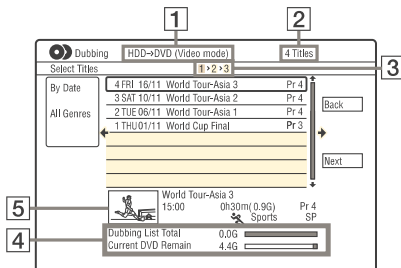 1
2
Dubbing HDD→DVD (Video mode) 4 Titles
Select Titles 1 2 3
3
By Date
All Genres
4 FRI 16/11 World Tour-Asia 3 Pr 4
3 SAT 10/11 World Tour-Asia 2 Pr 4
2 TUE 06/11 World Tour-Asia 1 Pr 4
1 THU 01/11 World Cup Final Pr 3
Back
Next
5
World Tour-Asia 3
15:00 0h30m( 0.9G) Pr 4
Sports SP
4
Dubbing List Total 0.0G
Current DVD Remain 4.4G